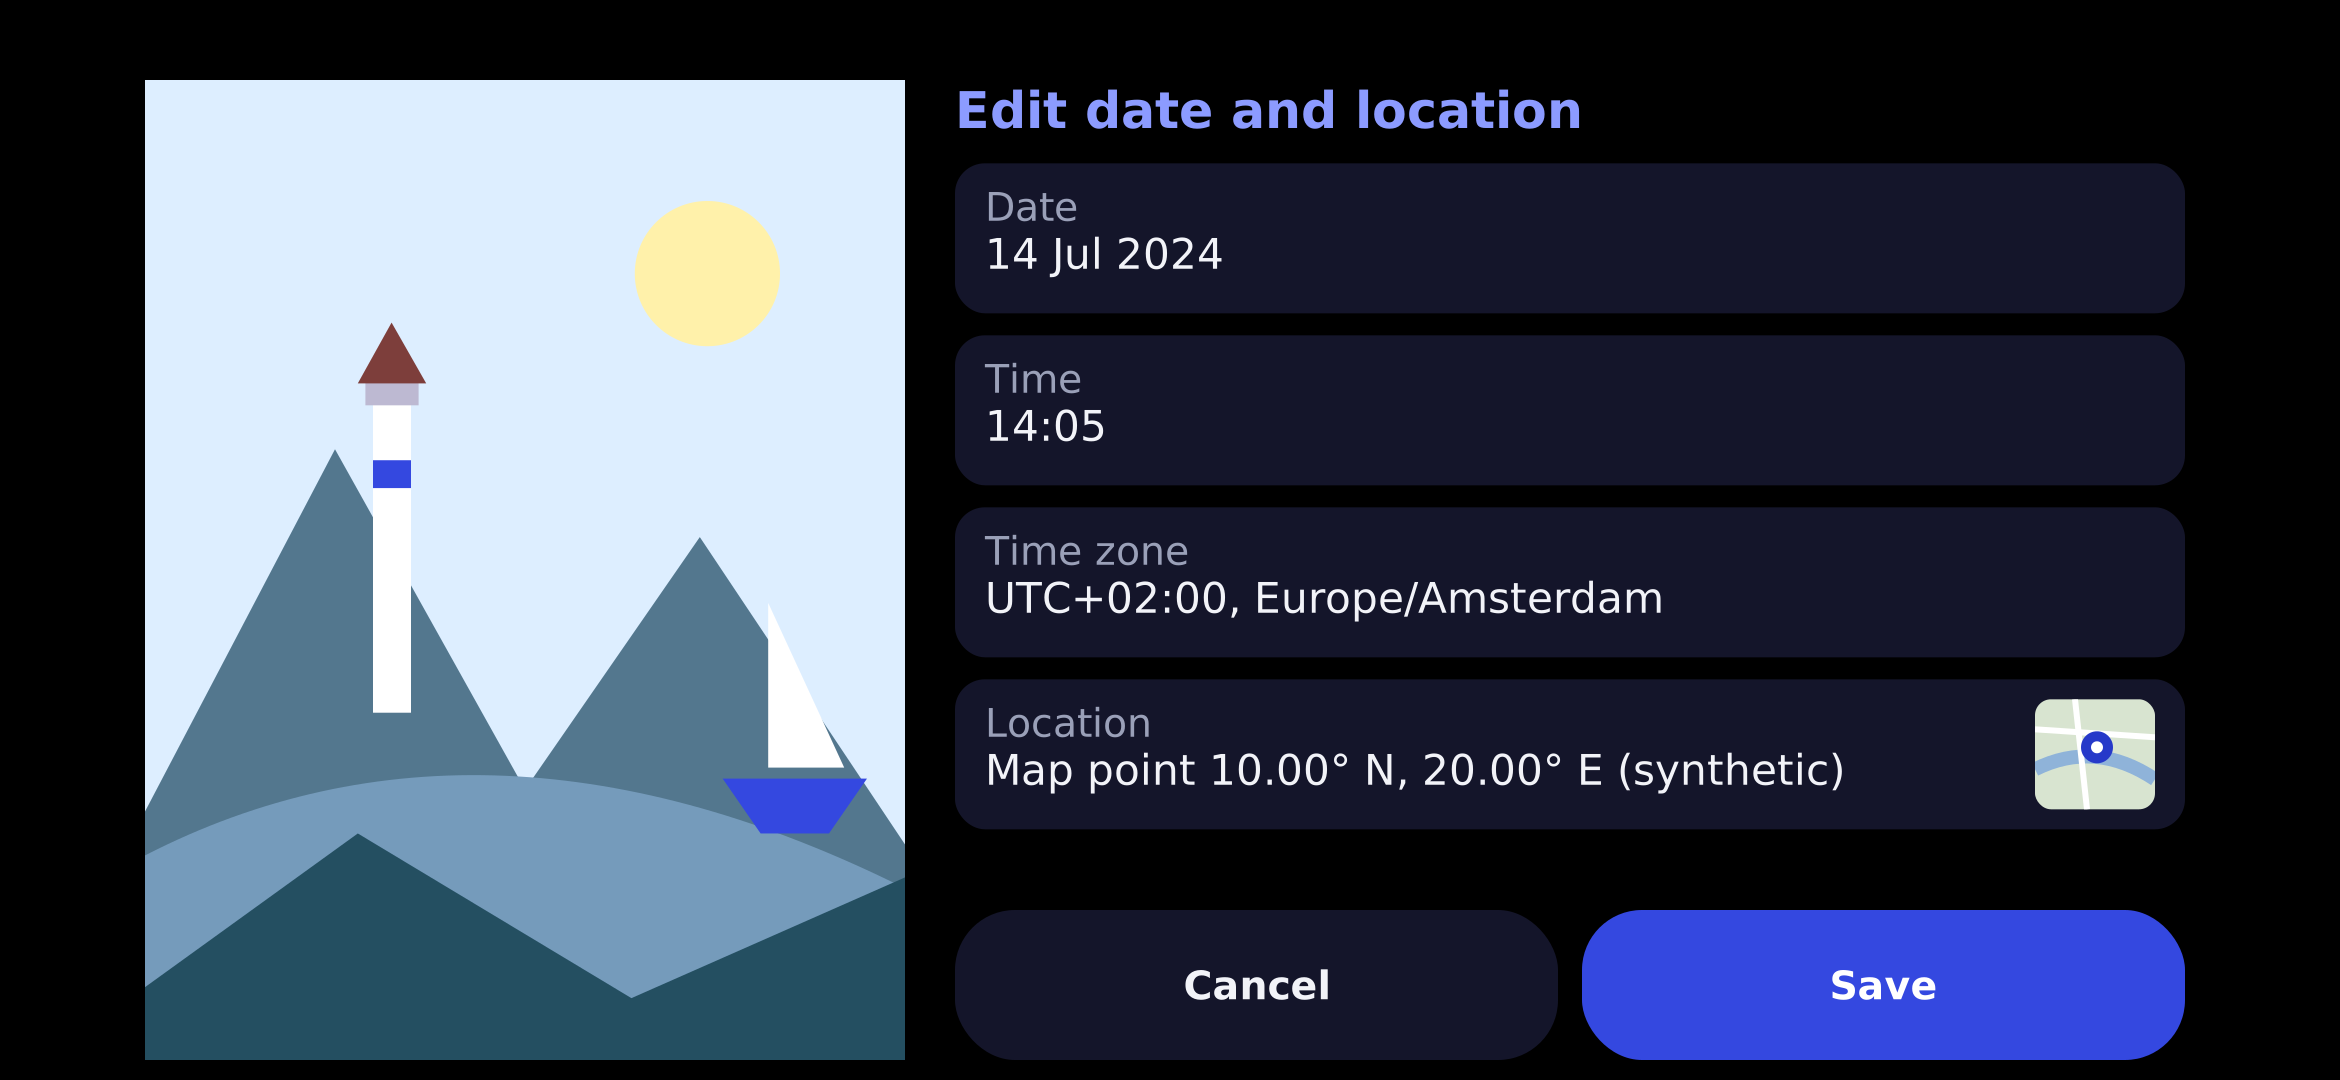 Edit date and location
Date
14 Jul 2024
Time
14:05
Time zone
UTC+02:00, Europe/Amsterdam
Location
Map point 10.00° N, 20.00° E (synthetic)
Cancel
Save